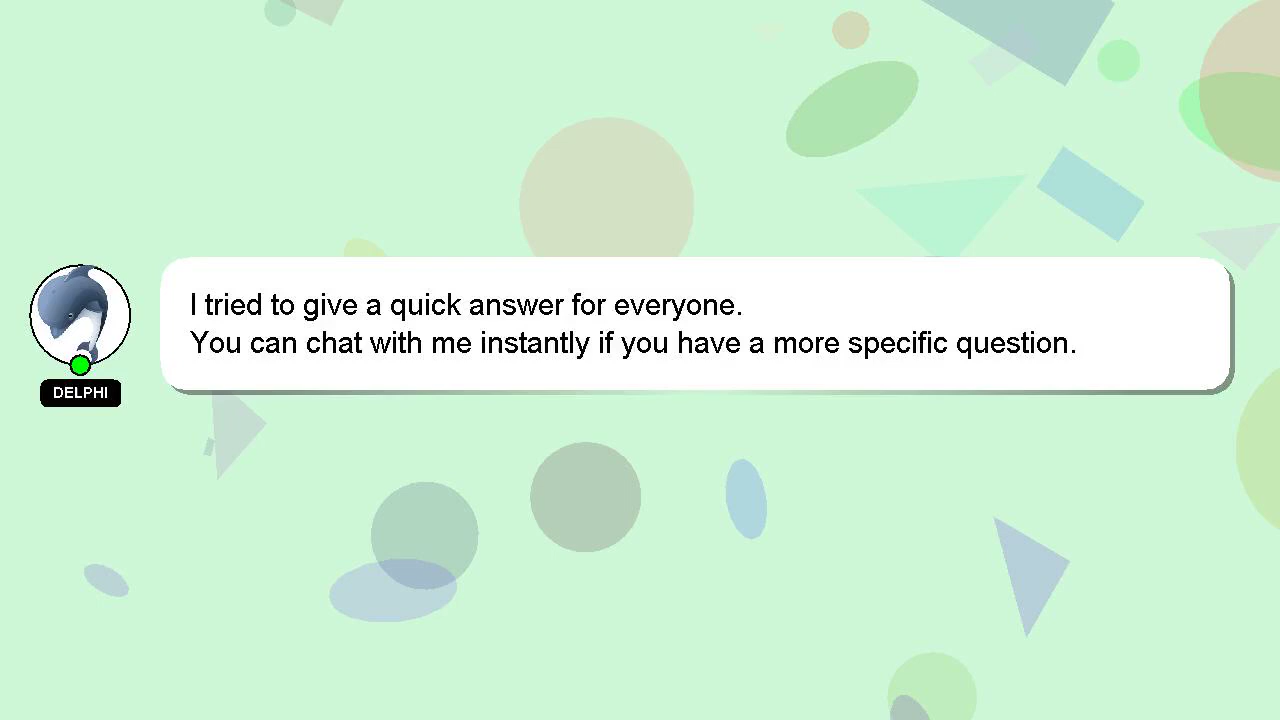 I tried to give a quick answer for everyone.
You can chat with me instantly if you have a more specific question.
DELPHI